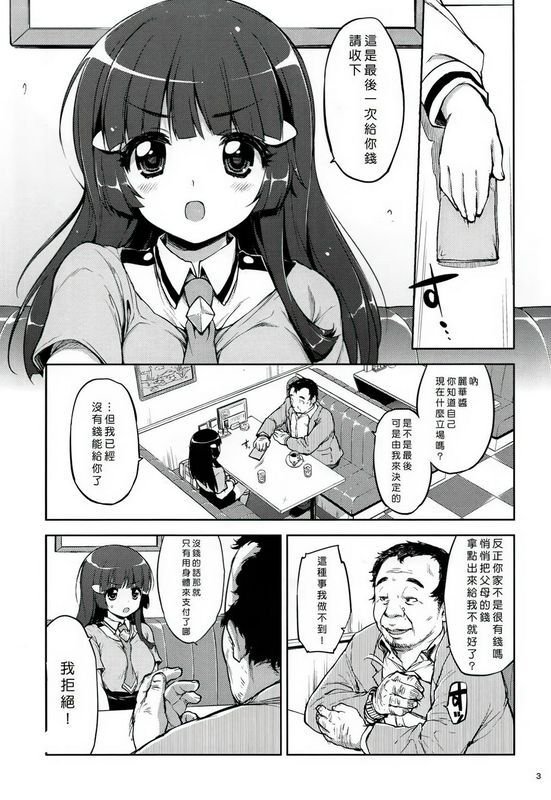 這是最後一次給你錢
請收下
す…
吶
麗華醬
你知道自己
現在什麼立場嗎？
是不是最後
可是由我來決定的
…但我已經
沒有錢能給你了
反正你家不是很有錢嗎
悄悄把父母的錢
拿點出來給我不就好了？
這種事
我做不到！
すっ
沒錢的話那就
只有用身體來支付了哪
我拒絕！
3